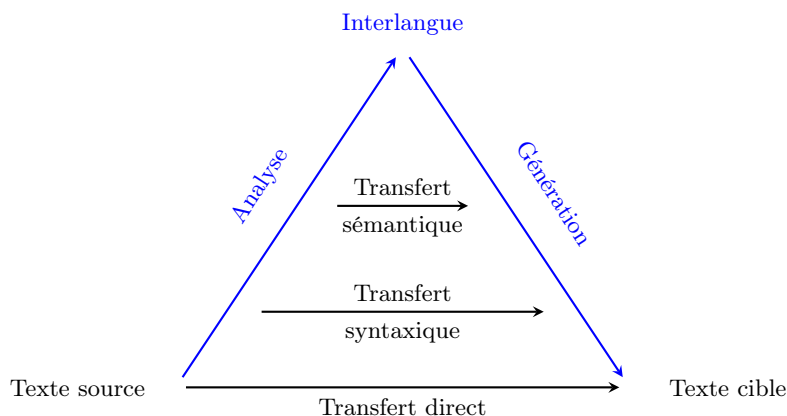 Interlangue
Analyse
Génération
Transfert
sémantique
Transfert
syntaxique
Texte source
Texte cible
Transfert direct